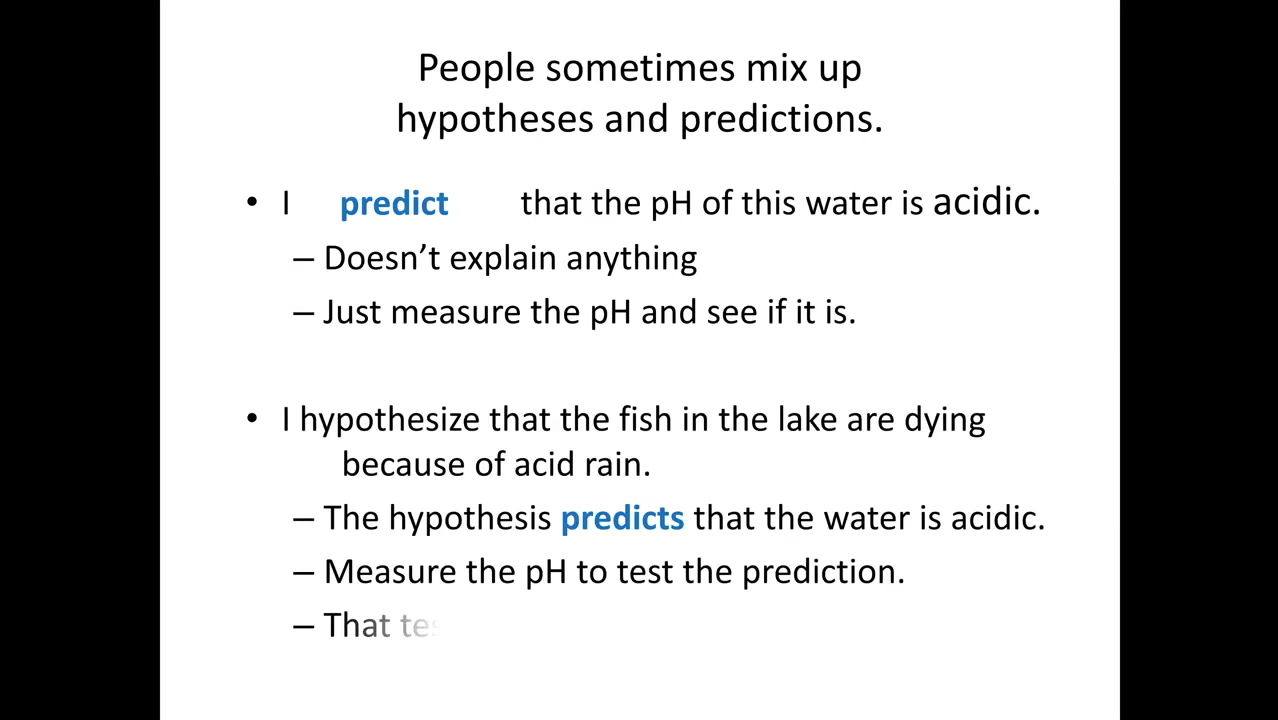 People sometimes mix up
hypotheses and predictions.
• I predict that the pH of this water is acidic.
– Doesn’t explain anything
– Just measure the pH and see if it is.
• I hypothesize that the fish in the lake are dying
because of acid rain.
– The hypothesis predicts that the water is acidic.
– Measure the pH to test the prediction.
– That